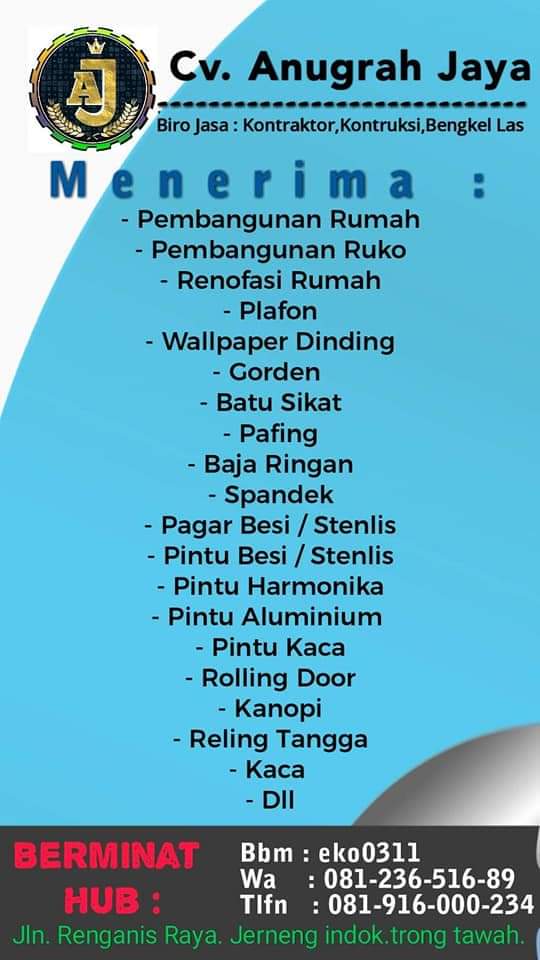 AJ
Cv. Anugrah Jaya
Biro Jasa : Kontraktor,Kontruksi,Bengkel Las
Menerima :
- Pembangunan Rumah
- Pembangunan Ruko
- Renofasi Rumah
- Plafon
- Wallpaper Dinding
- Gorden
- Batu Sikat
- Pafing
- Baja Ringan
- Spandek
- Pagar Besi / Stenlis
- Pintu Besi / Stenlis
- Pintu Harmonika
- Pintu Aluminium
- Pintu Kaca
- Rolling Door
- Kanopi
- Reling Tangga
- Kaca
- Dll
BERMINAT
HUB :
Bbm : eko0311
Wa : 081-236-516-89
Tlfn : 081-916-000-234
Jln. Renganis Raya. Jerneng indok.trong tawah.